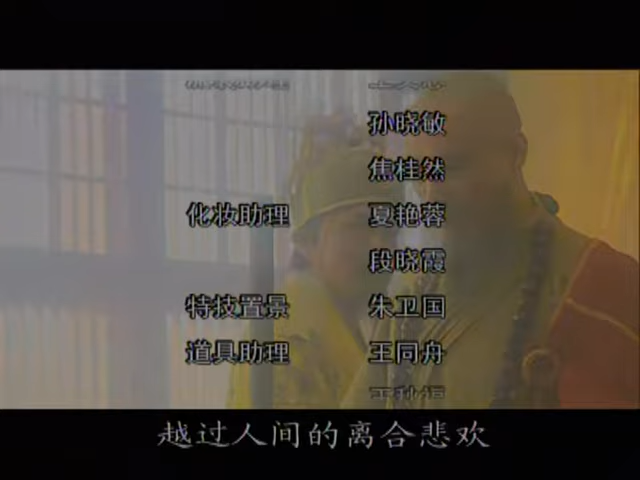 孙晓敏
焦桂然
化妆助理 夏艳蓉
段晓霞
特技置景 朱卫国
道具助理 王同舟
越过人间的离合悲欢